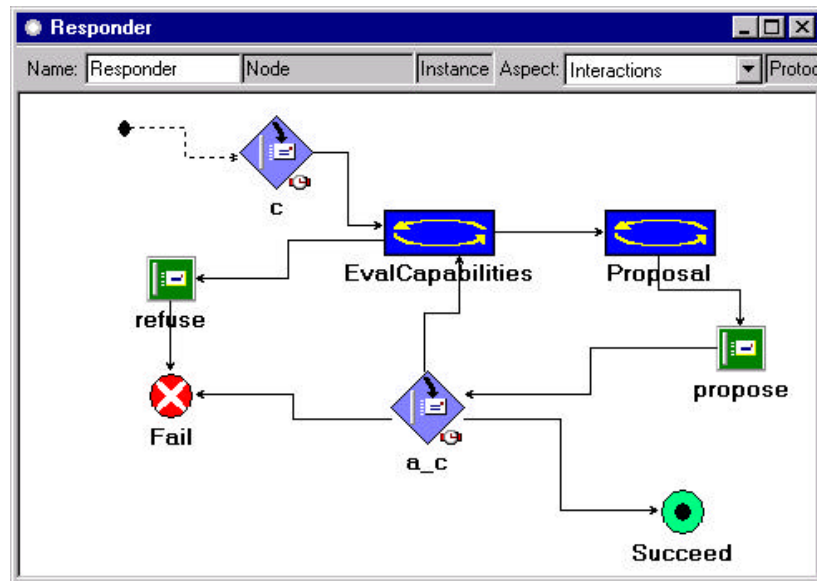 Responder
Name: Responder Node Instance Aspect: Interactions Protoc
c
EvalCapabilities Proposal
refuse
propose
Fail
a_c
Succeed